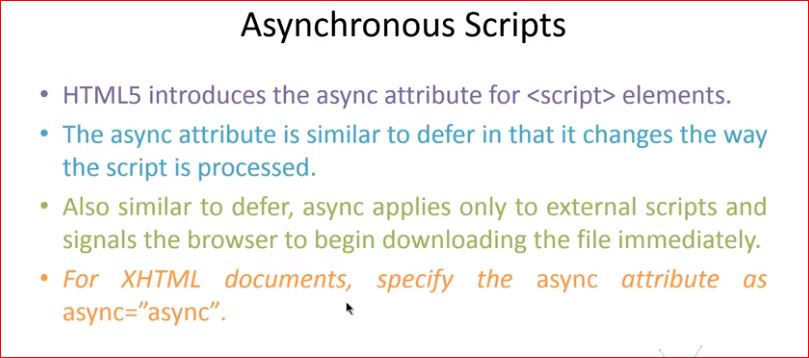 Asynchronous Scripts
• HTML5 introduces the async attribute for <script> elements.
• The async attribute is similar to defer in that it changes the way
the script is processed.
• Also similar to defer, async applies only to external scripts and
signals the browser to begin downloading the file immediately.
• For XHTML documents, specify the async attribute as
async=”async”.